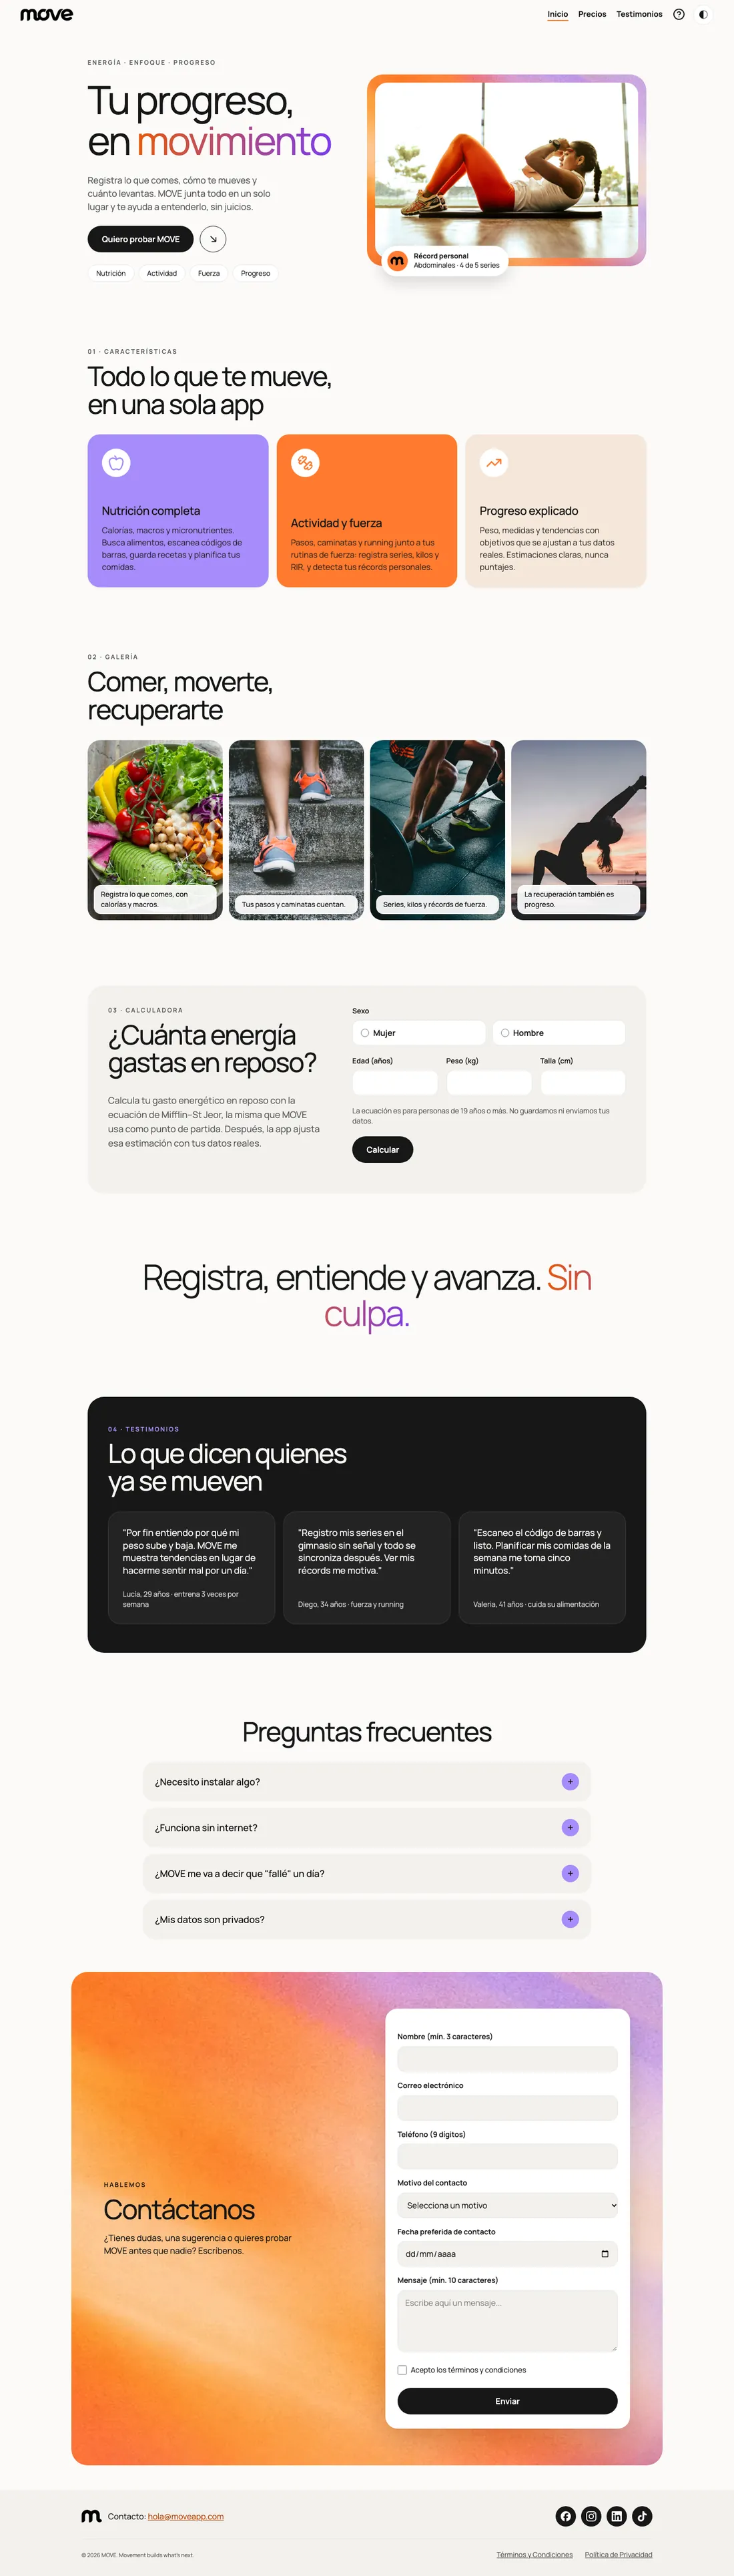 move
Inicio
Precios
Testimonios
ENERGÍA · ENFOQUE · PROGRESO
Tu progreso,
en movimiento
Registra lo que comes, cómo te mueves y
cuánto levantas. MOVE junta todo en un solo
lugar y te ayuda a entenderlo, sin juicios.
Quiero probar MOVE
Nutrición
Actividad
Fuerza
Progreso
m
Récord personal
Abdominales · 4 de 5 series
01 · CARACTERÍSTICAS
Todo lo que te mueve,
en una sola app
Nutrición completa
Calorías, macros y micronutrientes.
Busca alimentos, escanea códigos de
barras, guarda recetas y planifica tus
comidas.
Actividad y fuerza
Pasos, caminatas y running junto a tus
rutinas de fuerza: registra series, kilos y
RIR, y detecta tus récords personales.
Progreso explicado
Peso, medidas y tendencias con
objetivos que se ajustan a tus datos
reales. Estimaciones claras, nunca
puntajes.
02 · GALERÍA
Comer, moverte,
recuperarte
Registra lo que comes, con
calorías y macros.
Tus pasos y caminatas cuentan.
Series, kilos y récords de fuerza.
La recuperación también es
progreso.
03 · CALCULADORA
¿Cuánta energía
gastas en reposo?
Calcula tu gasto energético en reposo con la
ecuación de Mifflin–St Jeor, la misma que MOVE
usa como punto de partida. Después, la app ajusta
esa estimación con tus datos reales.
Sexo
Mujer
Hombre
Edad (años)
Peso (kg)
Talla (cm)
La ecuación es para personas de 19 años o más. No guardamos ni enviamos tus
datos.
Calcular
Registra, entiende y avanza. Sin
culpa.
04 · TESTIMONIOS
Lo que dicen quienes
ya se mueven
"Por fin entiendo por qué mi
peso sube y baja. MOVE me
muestra tendencias en lugar de
hacerme sentir mal por un día."
Lucía, 29 años · entrena 3 veces por
semana
"Registro mis series en el
gimnasio sin señal y todo se
sincroniza después. Ver mis
récords me motiva."
Diego, 34 años · fuerza y running
"Escaneo el código de barras y
listo. Planificar mis comidas de la
semana me toma cinco
minutos."
Valeria, 41 años · cuida su alimentación
Preguntas frecuentes
¿Necesito instalar algo?
+
¿Funciona sin internet?
+
¿MOVE me va a decir que "fallé" un día?
+
¿Mis datos son privados?
+
HABLEMOS
Contáctanos
¿Tienes dudas, una sugerencia o quieres probar
MOVE antes que nadie? Escríbenos.
Nombre (mín. 3 caracteres)
Correo electrónico
Teléfono (9 dígitos)
Motivo del contacto
Selecciona un motivo
Fecha preferida de contacto
dd/mm/aaaa
Mensaje (mín. 10 caracteres)
Escribe aquí un mensaje...
Acepto los términos y condiciones
Enviar
m
Contacto: hola@moveapp.com
© 2026 MOVE. Movement builds what's next.
Términos y Condiciones
Política de Privacidad